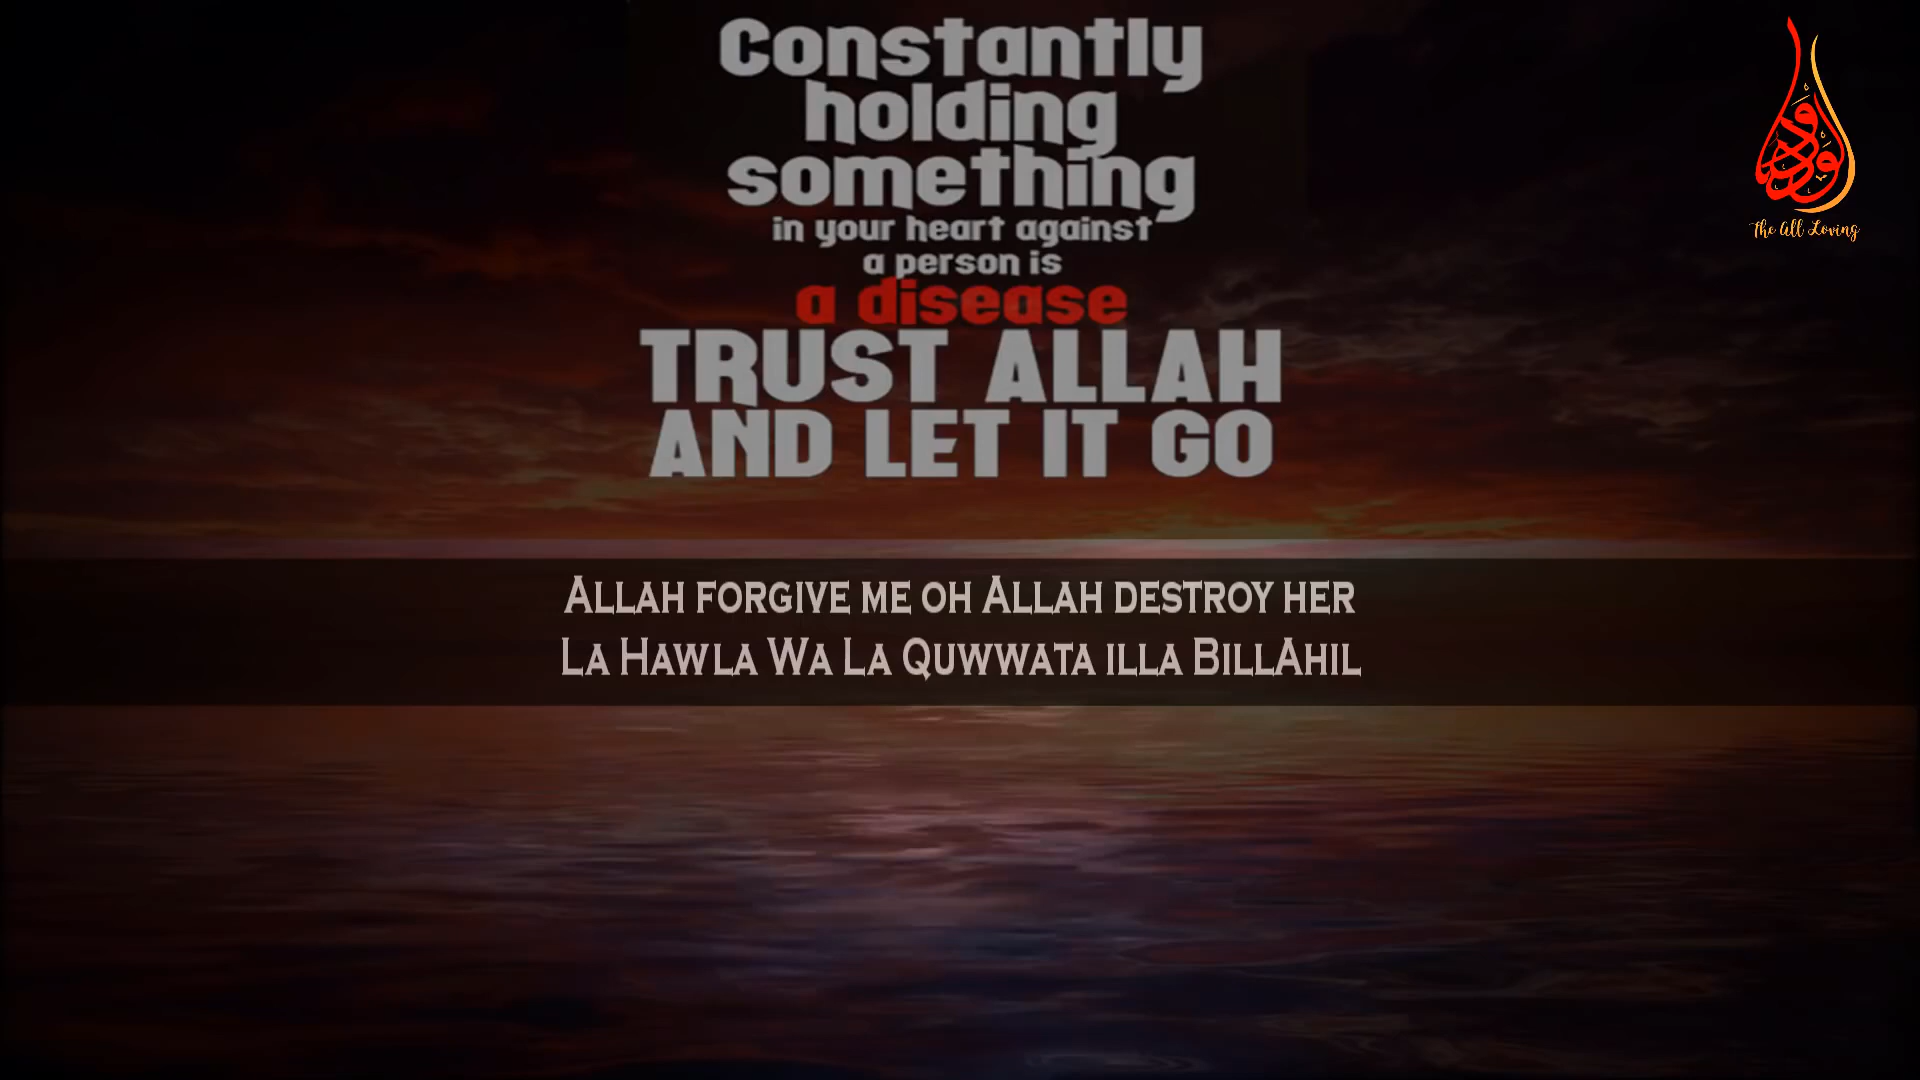 Constantly
holding
something
in your heart against
a person is
a disease
TRUST ALLAH
AND LET IT GO
The All Loving
ALLAH FORGIVE ME OH ALLAH DESTROY HER
LA HAWLA WA LA QUWWATA ILLA BILLAHIL